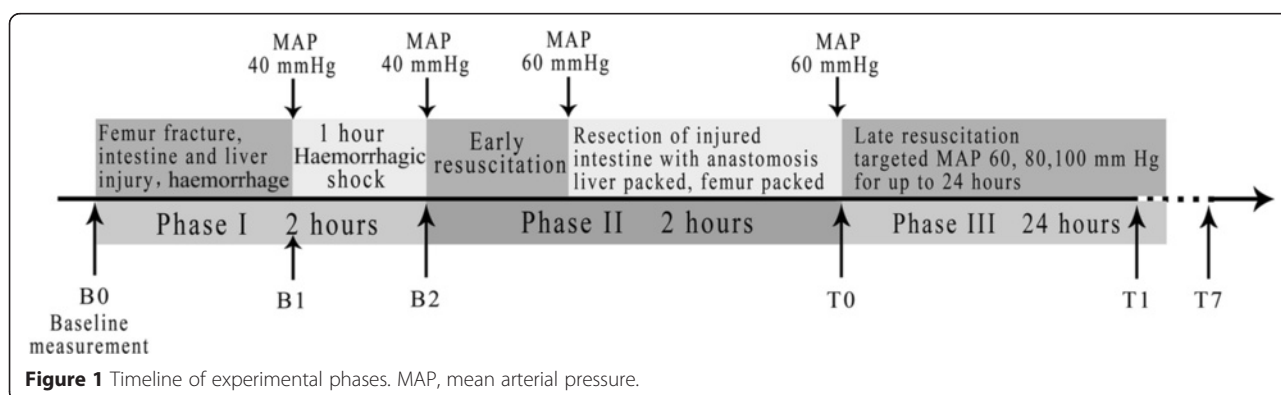 MAP
40 mmHg
MAP
40 mmHg
MAP
60 mmHg
MAP
60 mmHg
Femur fracture,
intestine and liver
injury, haemorrhage
1 hour
Haemorrhagic
shock
Early
resuscitation
Resection of injured
intestine with anastomosis
liver packed, femur packed
Late resuscitation
targeted MAP 60, 80,100 mm Hg
for up to 24 hours
Phase I 2 hours
Phase II 2 hours
Phase III 24 hours
B0
Baseline
measurement
B1
B2
T0
T1
T7
Figure 1 Timeline of experimental phases. MAP, mean arterial pressure.